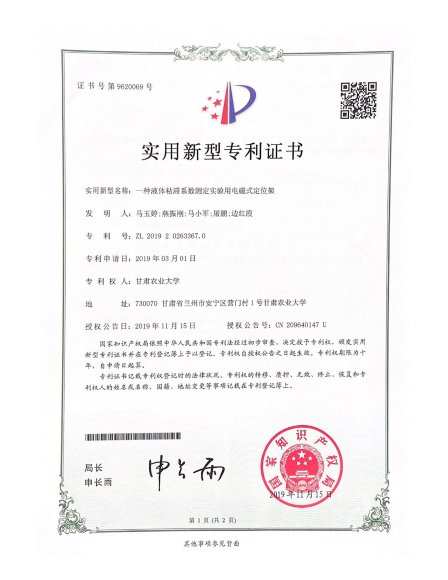 证书号第9620069号
实用新型专利证书
实用新型名称：一种液体粘滞系数测定实验用电磁式定位架
发明人：马玉婷;燕振刚;马小军;屠鹏;边红霞
专利号：ZL 2019 2 0263367.0
专利申请日：2019年03月01日
专利权人：甘肃农业大学
地址：730070 甘肃省兰州市安宁区营门村1号甘肃农业大学
授权公告日：2019年11月15日 授权公告号：CN 209640147 U
国家知识产权局依照中华人民共和国专利法经过初步审查，决定授予专利权，颁发实用
新型专利证书并在专利登记簿上予以登记。专利权自授权公告之日起生效。专利权期限为十
年，自申请日起算。
专利证书记载专利权登记时的法律状况。专利权的转移、质押、无效、终止、恢复和专
利权人的姓名或名称、国籍、地址变更等事项记载在专利登记簿上。
局长
申长雨
申长雨
国家知识产权局
2019年11月15日
第1页(共2页)
其他事项参见背面